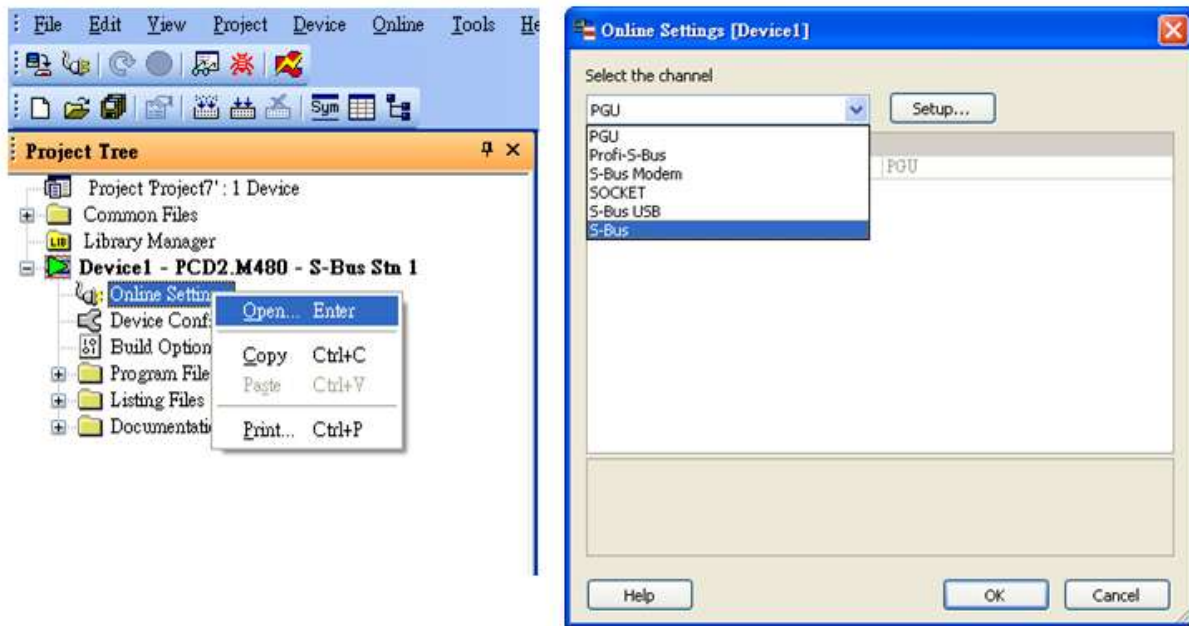 File Edit View Project Device Online Tools He
Sym
Project Tree
Project 'Project7': 1 Device
Common Files
LIB Library Manager
Device1 - PCD2.M480 - S-Bus Stn 1
Online Settin
Device Conf
Build Option
Program File
Listing Files
Documentati
Open... Enter
Copy Ctrl+C
Paste Ctrl+V
Print... Ctrl+P
Online Settings [Device1]
Select the channel
PGU
Setup...
PGU
Profi-S-Bus
S-Bus Modem
SOCKET
S-Bus USB
S-Bus
PGU
Help
OK
Cancel